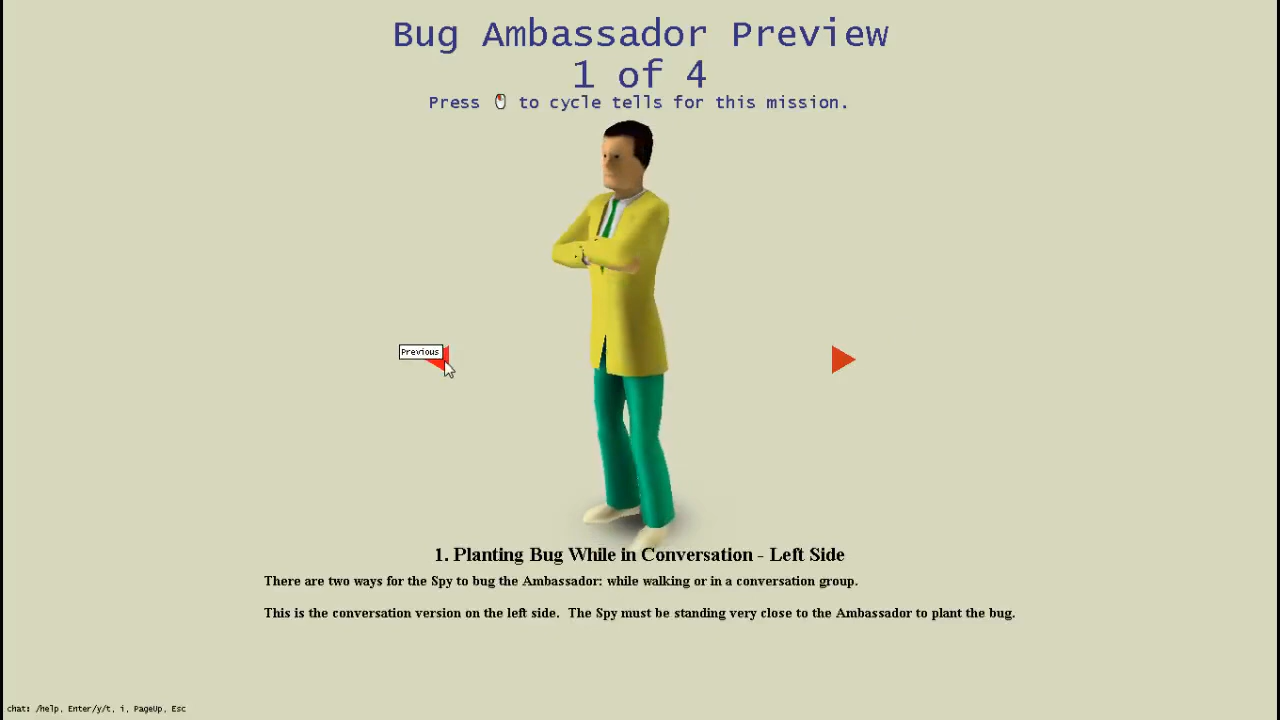 Bug Ambassador Preview
1 of 4
Press to cycle tells for this mission.
Previous
1. Planting Bug While in Conversation - Left Side
There are two ways for the Spy to bug the Ambassador: while walking or in a conversation group.
This is the conversation version on the left side. The Spy must be standing very close to the Ambassador to plant the bug.
chat: /help, Enter/y/t, i, PageUp, Esc